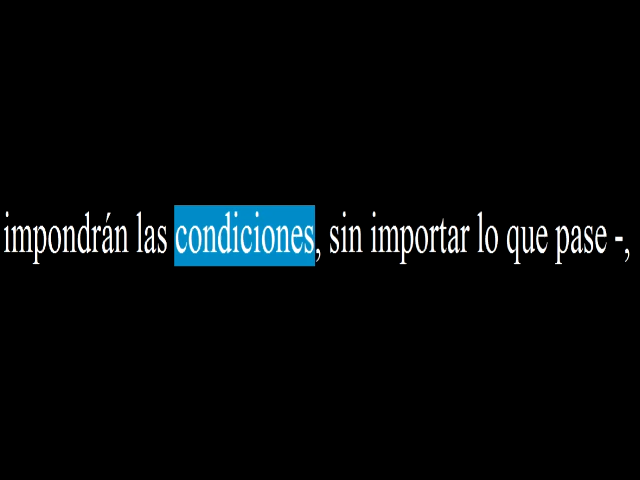 impondrán las condiciones, sin importar lo que pase -,